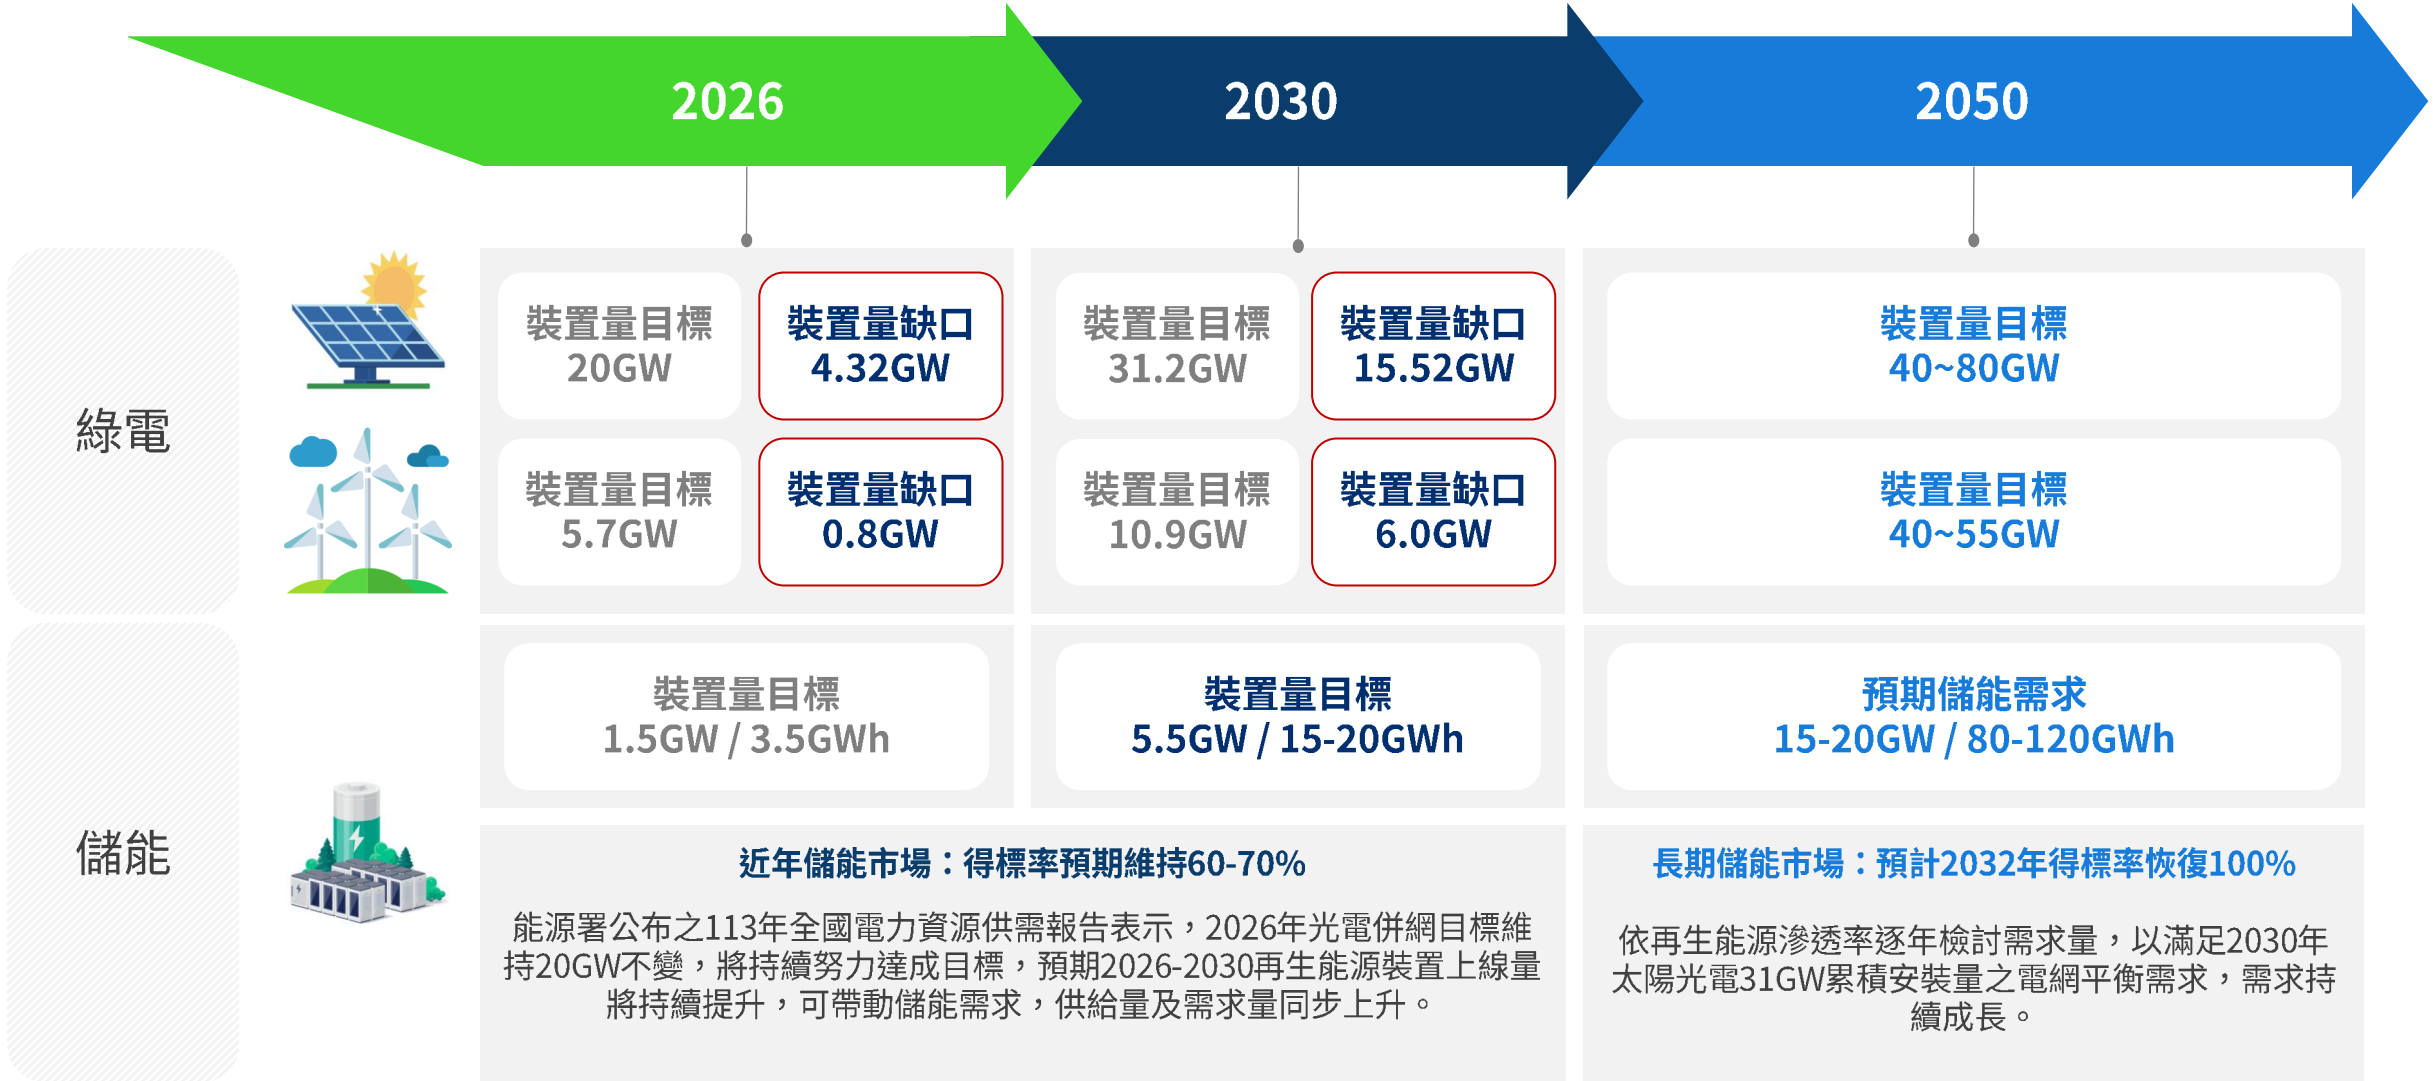 2026
2030
2050
綠電
裝置量目標
20GW
裝置量缺口
4.32GW
裝置量目標
31.2GW
裝置量缺口
15.52GW
裝置量目標
40~80GW
裝置量目標
5.7GW
裝置量缺口
0.8GW
裝置量目標
10.9GW
裝置量缺口
6.0GW
裝置量目標
40~55GW
儲能
裝置量目標
1.5GW / 3.5GWh
裝置量目標
5.5GW / 15-20GWh
預期儲能需求
15-20GW / 80-120GWh
近年儲能市場：得標率預期維持60-70%
能源署公布之113年全國電力資源供需報告表示，2026年光電併網目標維
持20GW不變，將持續努力達成目標，預期2026-2030再生能源裝置上線量
將持續提升，可帶動儲能需求，供給量及需求量同步上升。
長期儲能市場：預計2032年得標率恢復100%
依再生能源滲透率逐年檢討需求量，以滿足2030年
太陽光電31GW累積安裝量之電網平衡需求，需求持
續成長。